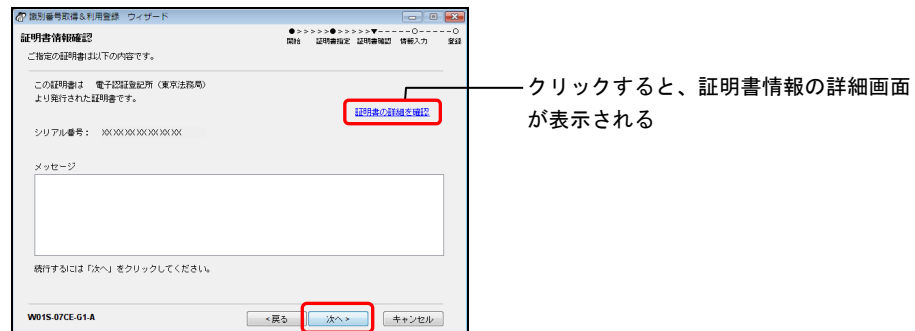 識別番号取得&利用登録 ウィザード
証明書情報確認
●>>>>>●>>>>>▼-----○-----○
開始 証明書指定 証明書確認 情報入力 登録
ご指定の証明書は以下の内容です。
この証明書は 電子認証登記所（東京法務局）
より発行された証明書です。
証明書の詳細を確認
クリックすると、証明書情報の詳細画面
が表示される
シリアル番号： XXXXXXXXXXXXXXXX
メッセージ
続行するには「次へ」をクリックしてください。
W01S-07CE-G1-A
<戻る
次へ>
キャンセル